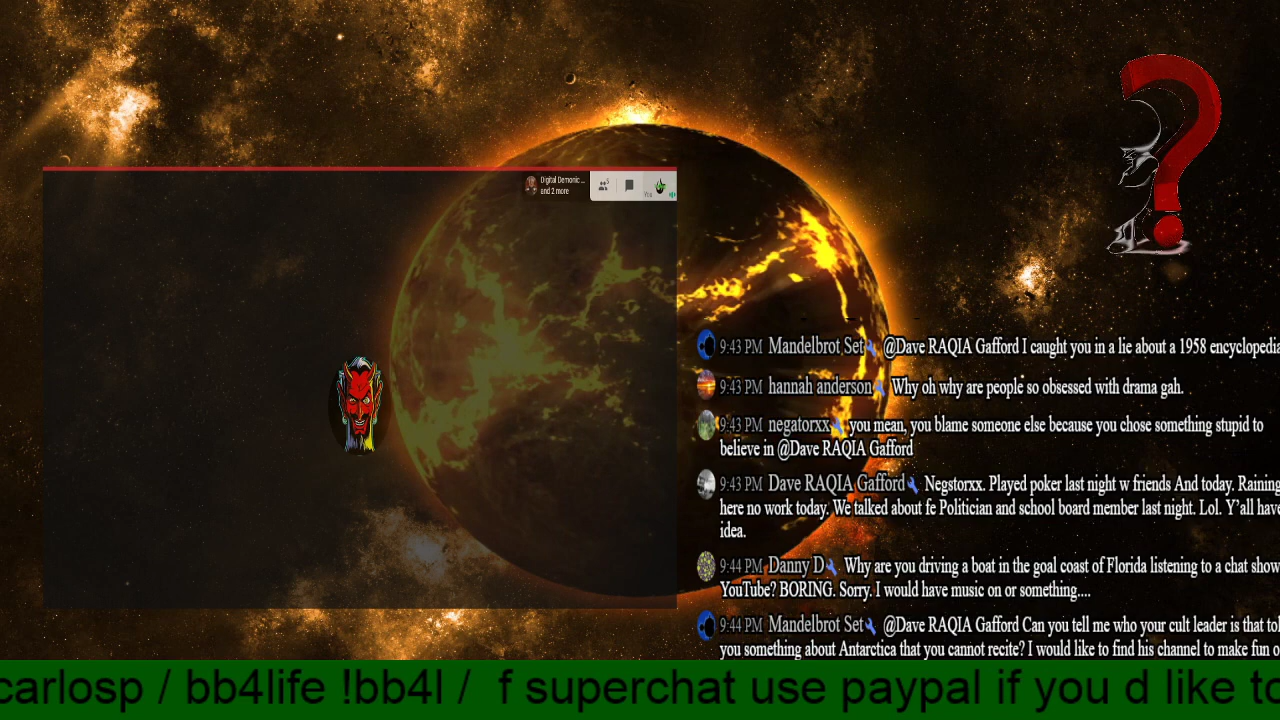 Digital Demonic ...
and 2 more
5
You
9:43 PM Mandelbrot Set @Dave RAQIA Gafford I caught you in a lie about a 1958 encyclopedia
9:43 PM hannah anderson Why oh why are people so obsessed with drama gah.
9:43 PM negatorxx you mean, you blame someone else because you chose something stupid to
believe in @Dave RAQIA Gafford
9:43 PM Dave RAQIA Gafford Negstorxx. Played poker last night w friends And today. Raining
here no work today. We talked about fe Politician and school board member last night. Lol. Y'all have
idea.
9:44 PM Danny D Why are you driving a boat in the goal coast of Florida listening to a chat show
YouTube? BORING. Sorry. I would have music on or something....
9:44 PM Mandelbrot Set @Dave RAQIA Gafford Can you tell me who your cult leader is that tol
you something about Antarctica that you cannot recite? I would like to find his channel to make fun o
carlosp / bb4life !bb4l / f superchat use paypal if you d like to